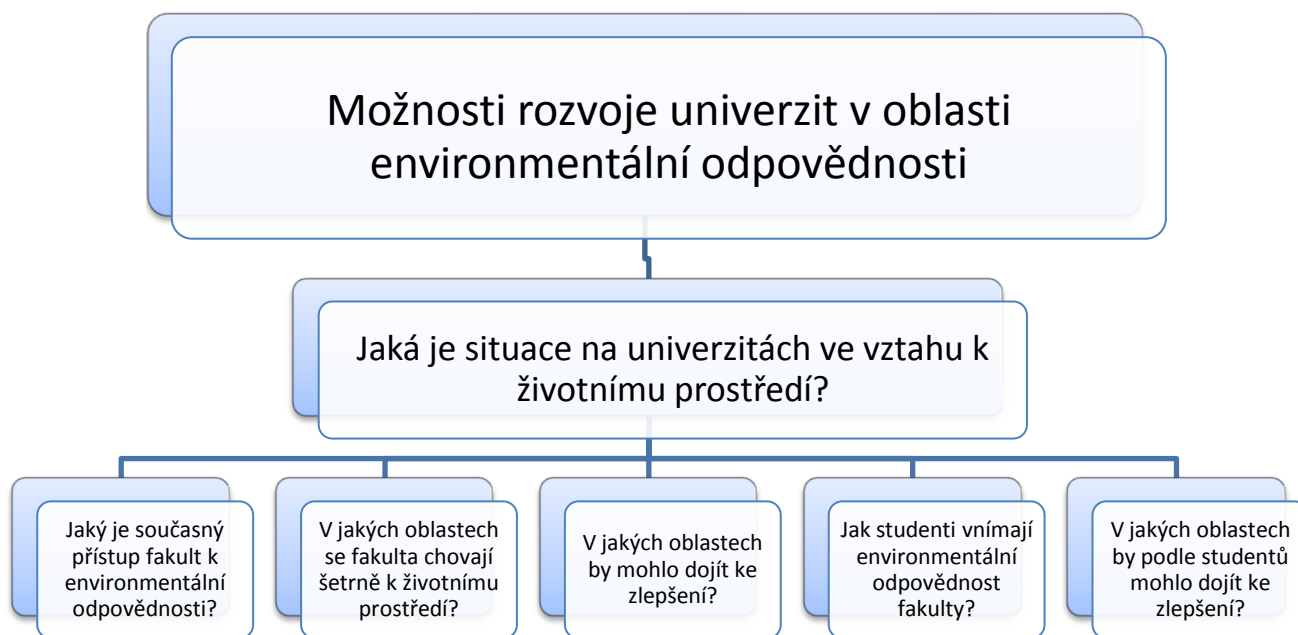 Možnosti rozvoje univerzit v oblasti
environmentální odpovědnosti
Jaká je situace na univerzitách ve vztahu k
životnímu prostředí?
Jaký je současný
přístup fakult k
environmentální
odpovědnosti?
V jakých oblastech
se fakulta chovají
šetrně k životnímu
prostředí?
V jakých oblastech
by mohlo dojít ke
zlepšení?
Jak studenti vnímají
environmentální
odpovědnost
fakulty?
V jakých oblastech
by podle studentů
mohlo dojít ke
zlepšení?